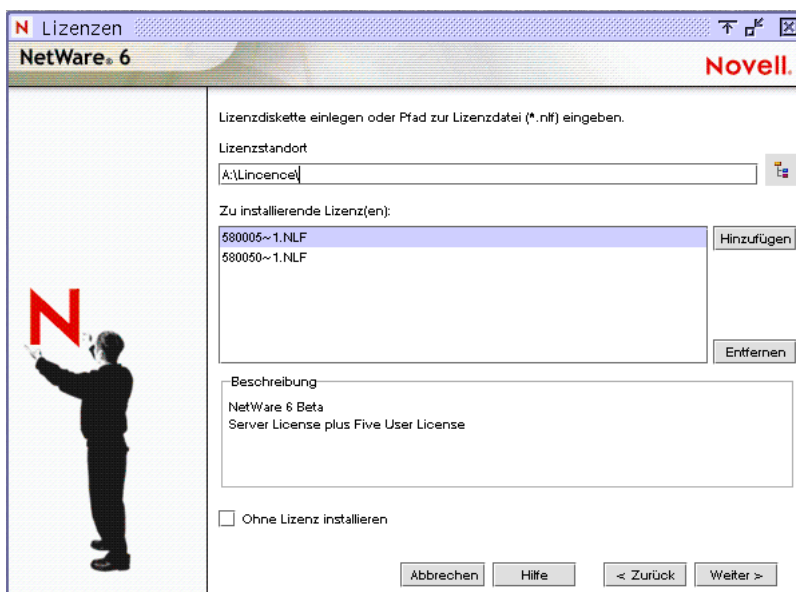 N Lizenzen
NetWare® 6
Novell.
Lizenzdiskette einlegen oder Pfad zur Lizenzdatei (*.nlf) eingeben.
Lizenzstandort
A:\Lincence\
Zu installierende Lizenz(en):
580005~1.NLF
580050~1.NLF
Hinzufügen
Entfernen
N
Beschreibung
NetWare 6 Beta
Server License plus Five User License
Ohne Lizenz installieren
Abbrechen Hilfe < Zurück Weiter >